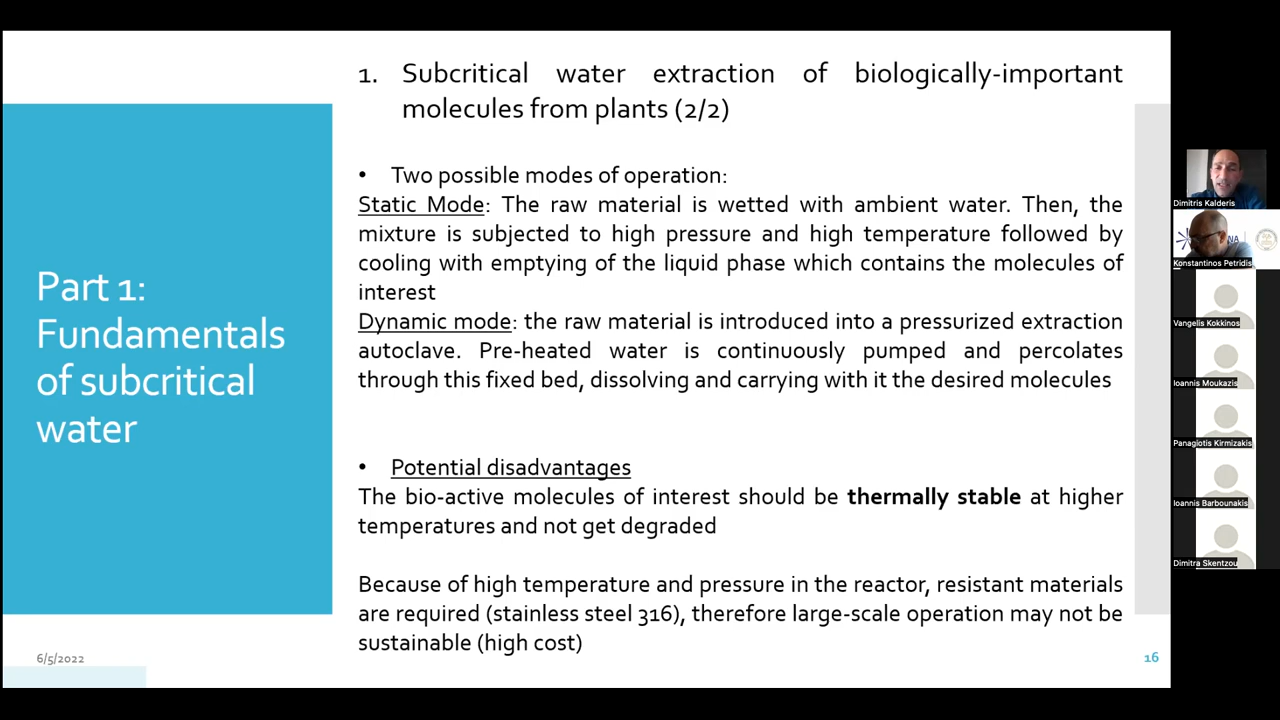 1. Subcritical water extraction of biologically-important
molecules from plants (2/2)
• Two possible modes of operation:
Static Mode: The raw material is wetted with ambient water. Then, the
mixture is subjected to high pressure and high temperature followed by
cooling with emptying of the liquid phase which contains the molecules of
interest
Dynamic mode: the raw material is introduced into a pressurized extraction
autoclave. Pre-heated water is continuously pumped and percolates
through this fixed bed, dissolving and carrying with it the desired molecules
• Potential disadvantages
The bio-active molecules of interest should be thermally stable at higher
temperatures and not get degraded
Because of high temperature and pressure in the reactor, resistant materials
are required (stainless steel 316), therefore large-scale operation may not be
sustainable (high cost)
Part 1:
Fundamentals
of subcritical
water
6/5/2022
16
Dimitris Kalderis
Konstantinos Petridis
Vangelis Kokkinos
Ioannis Moukazis
Panagiotis Kirmizakis
Ioannis Barbounakis
Dimitra Skentzou